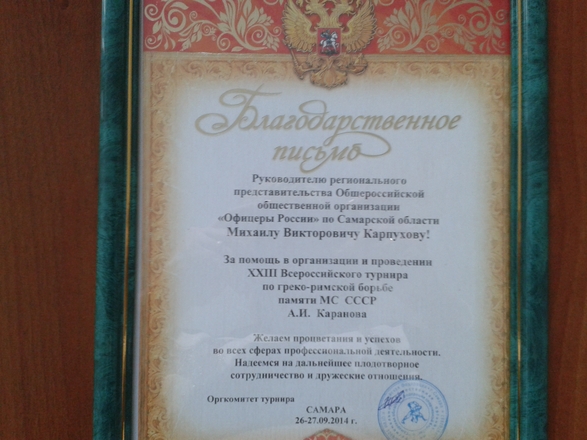 Благодарственное
письмо
Руководителю регионального
представительства Общероссийской
общественной организации
«Офицеры России» по Самарской области
Михаилу Викторовичу Карпухову!
За помощь в организации и проведении
XXIII Всероссийского турнира
по греко-римской борьбе
памяти МС СССР
А.И. Каранова
Желаем процветания и успехов
во всех сферах профессиональной деятельности.
Надеемся на дальнейшее плодотворное
сотрудничество и дружеские отношения.
Оргкомитет турнира
САМАРА
26-27.09.2014 г.